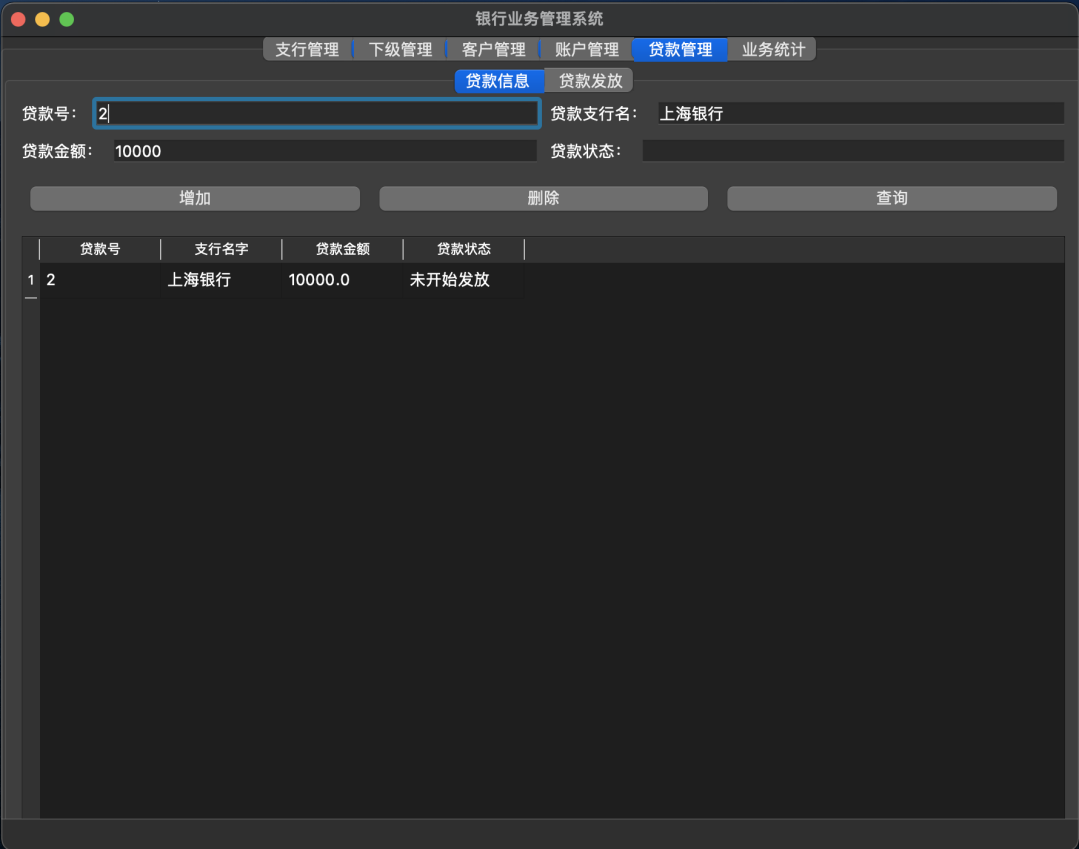 银行业务管理系统
支行管理 下级管理 客户管理 账户管理 贷款管理 业务统计
贷款信息 贷款发放
贷款号： 2 贷款支行名： 上海银行
贷款金额： 10000 贷款状态：
增加 删除 查询
贷款号 支行名字 贷款金额 贷款状态
1 2 上海银行 10000.0 未开始发放